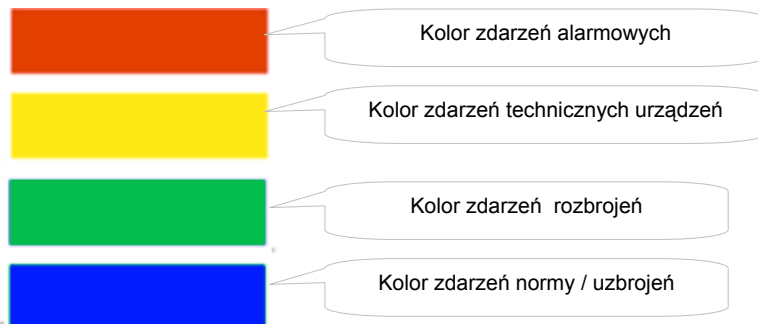 Kolor zdarzeń alarmowych
Kolor zdarzeń technicznych urządzeń
Kolor zdarzeń rozbrojeń
Kolor zdarzeń normy / uzbrojeń